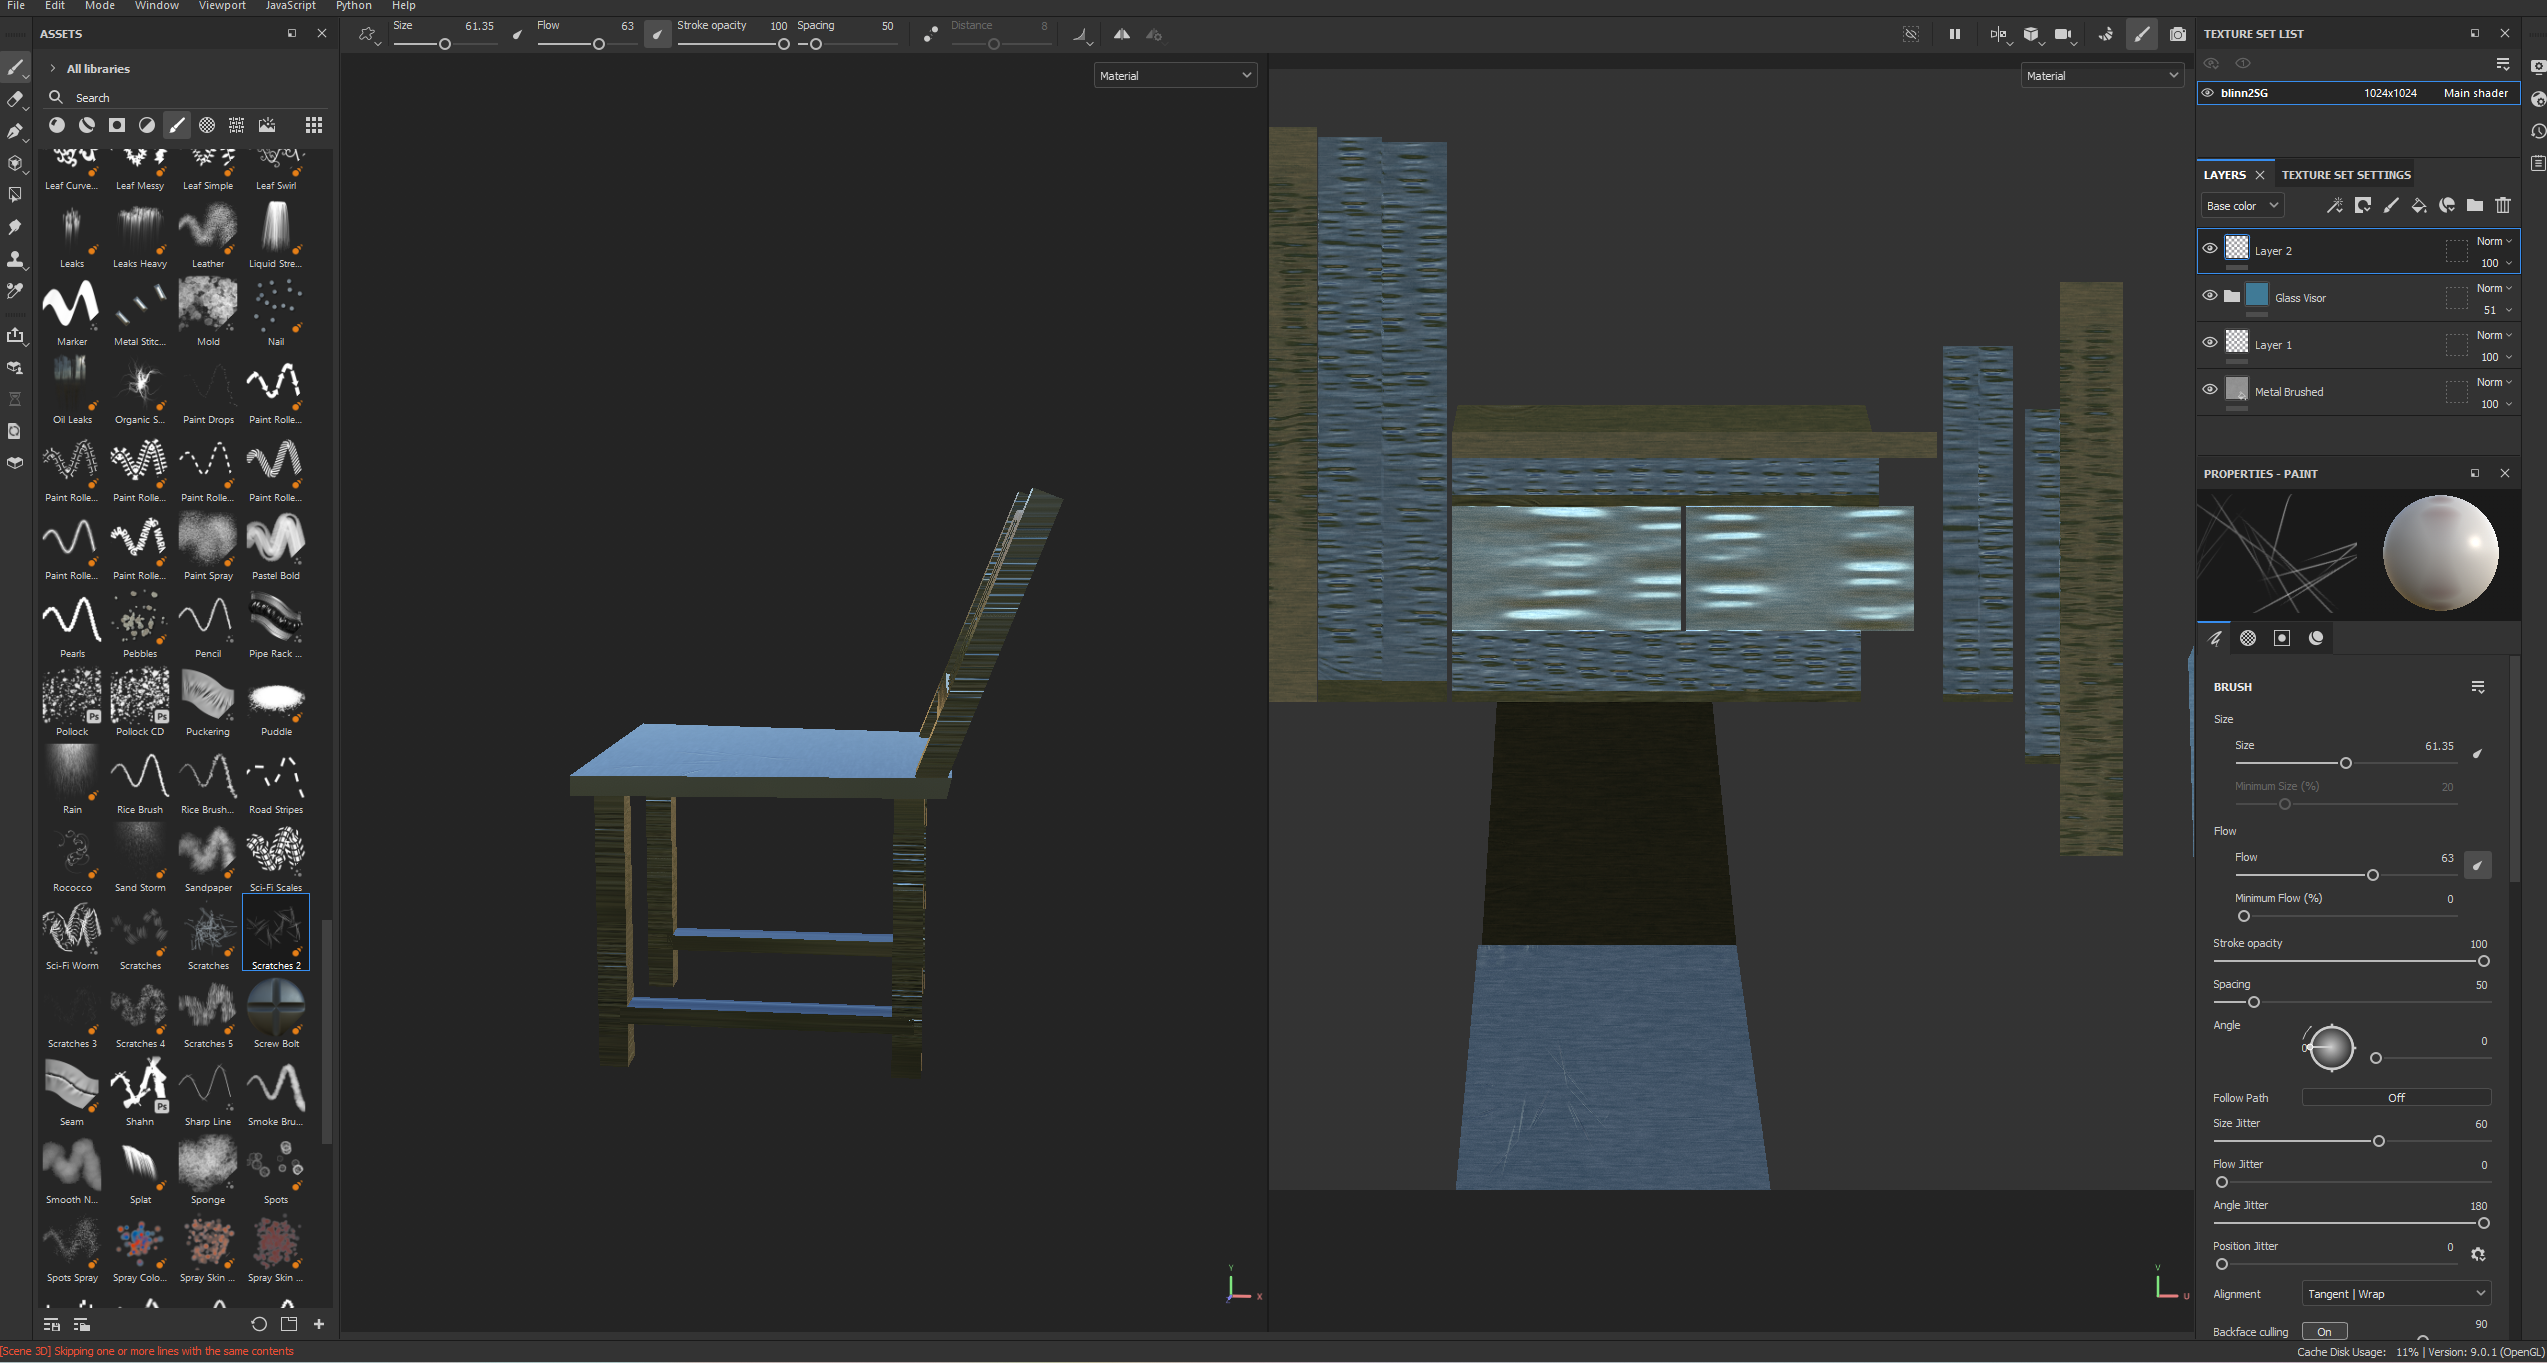 File Edit Mode Window Viewport JavaScript Python Help
ASSETS
All libraries
Search
Leaf Curve... Leaf Messy Leaf Simple Leaf Swirl
Leaks Leaks Heavy Leather Liquid Stre...
Marker Metal Stitc... Mold Nail
Oil Leaks Organic S... Paint Drops Paint Rolle...
Paint Rolle... Paint Rolle... Paint Rolle... Paint Rolle...
Paint Rolle... Paint Rolle... Paint Spray Pastel Bold
Pearls Pebbles Pencil Pipe Rack ...
Ps Ps
Pollock Pollock CD Puckering Puddle
Rain Rice Brush Rice Brush... Road Stripes
Rococco Sand Storm Sandpaper Sci-Fi Scales
Sci-Fi Worm Scratches Scratches Scratches 2
Scratches 3 Scratches 4 Scratches 5 Screw Bolt
Ps
Seam Shahn Sharp Line Smoke Bru...
Smooth N... Splat Sponge Spots
Spots Spray Spray Colo... Spray Skin ... Spray Skin ...
Size 61.35 Flow 63 Stroke opacity 100 Spacing 50 Distance 8
Material
Y
X
Z
Material
V
U
TEXTURE SET LIST
blinn2SG 1024x1024 Main shader
LAYERS TEXTURE SET SETTINGS
Base color
Layer 2 Norm 100
Glass Visor Norm 51
Layer 1 Norm 100
Metal Brushed Norm 100
PROPERTIES - PAINT
BRUSH
Size
Size 61.35
Minimum Size (%) 20
Flow
Flow 63
Minimum Flow (%) 0
Stroke opacity 100
Spacing 50
Angle
0 0
Follow Path Off
Size Jitter 60
Flow Jitter 0
Angle Jitter 180
Position Jitter 0
Alignment Tangent | Wrap
Backface culling On 90
[Scene 3D] Skipping one or more lines with the same contents
Cache Disk Usage: 11% | Version: 9.0.1 (OpenGL)